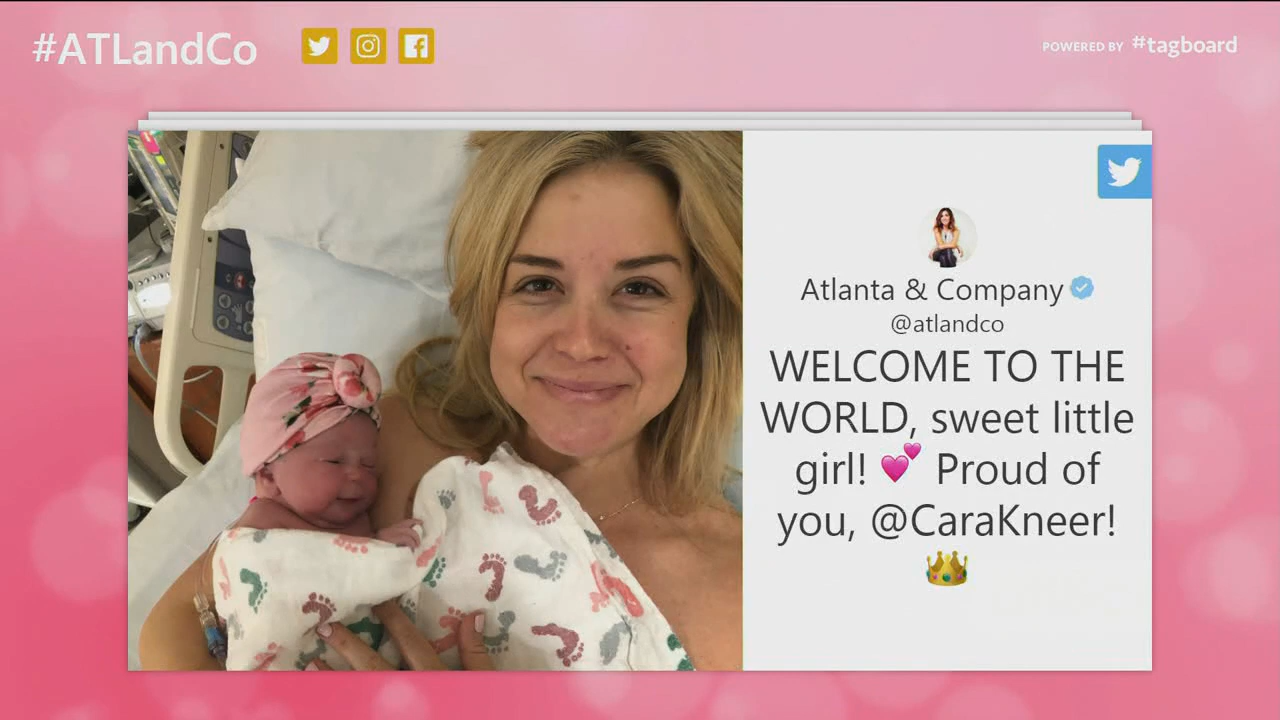 #ATLandCo
POWERED BY #tagboard
Atlanta & Company
@atlandco
WELCOME TO THE
WORLD, sweet little
girl! 💕 Proud of
you, @CaraKneer!
👑